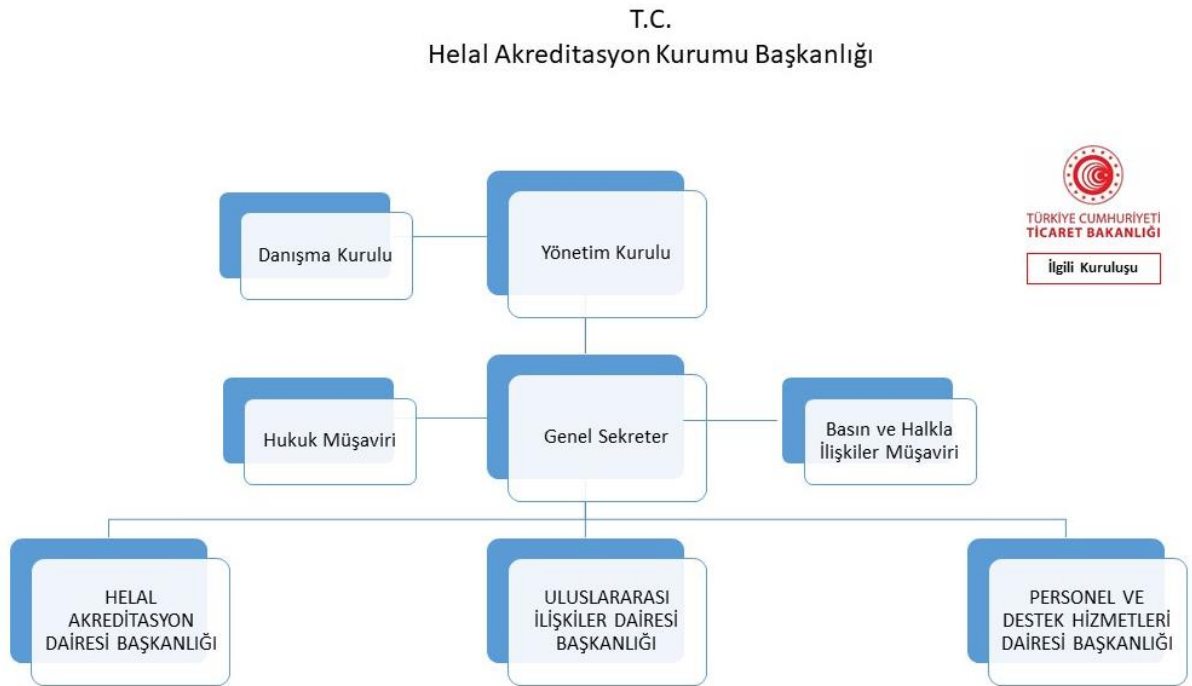 T.C.
Helal Akreditasyon Kurumu Başkanlığı
TÜRKİYE CUMHURİYETİ
TİCARET BAKANLIĞI
İlgili Kuruluşu
Danışma Kurulu
Yönetim Kurulu
Hukuk Müşaviri
Genel Sekreter
Basın ve Halkla
İlişkiler Müşaviri
HELAL
AKREDİTASYON
DAİRESİ BAŞKANLIĞI
ULUSLARARASI
İLİŞKİLER DAİRESİ
BAŞKANLIĞI
PERSONEL VE
DESTEK HİZMETLERİ
DAİRESİ BAŞKANLIĞI